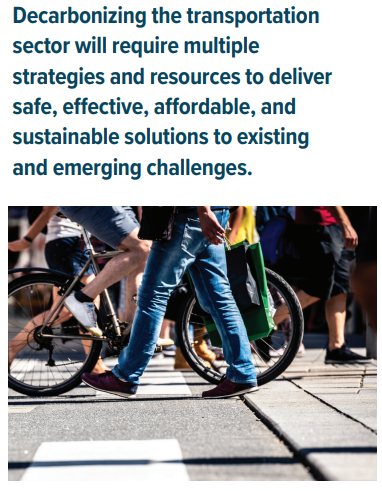 Decarbonizing the transportation
sector will require multiple
strategies and resources to deliver
safe, effective, affordable, and
sustainable solutions to existing
and emerging challenges.